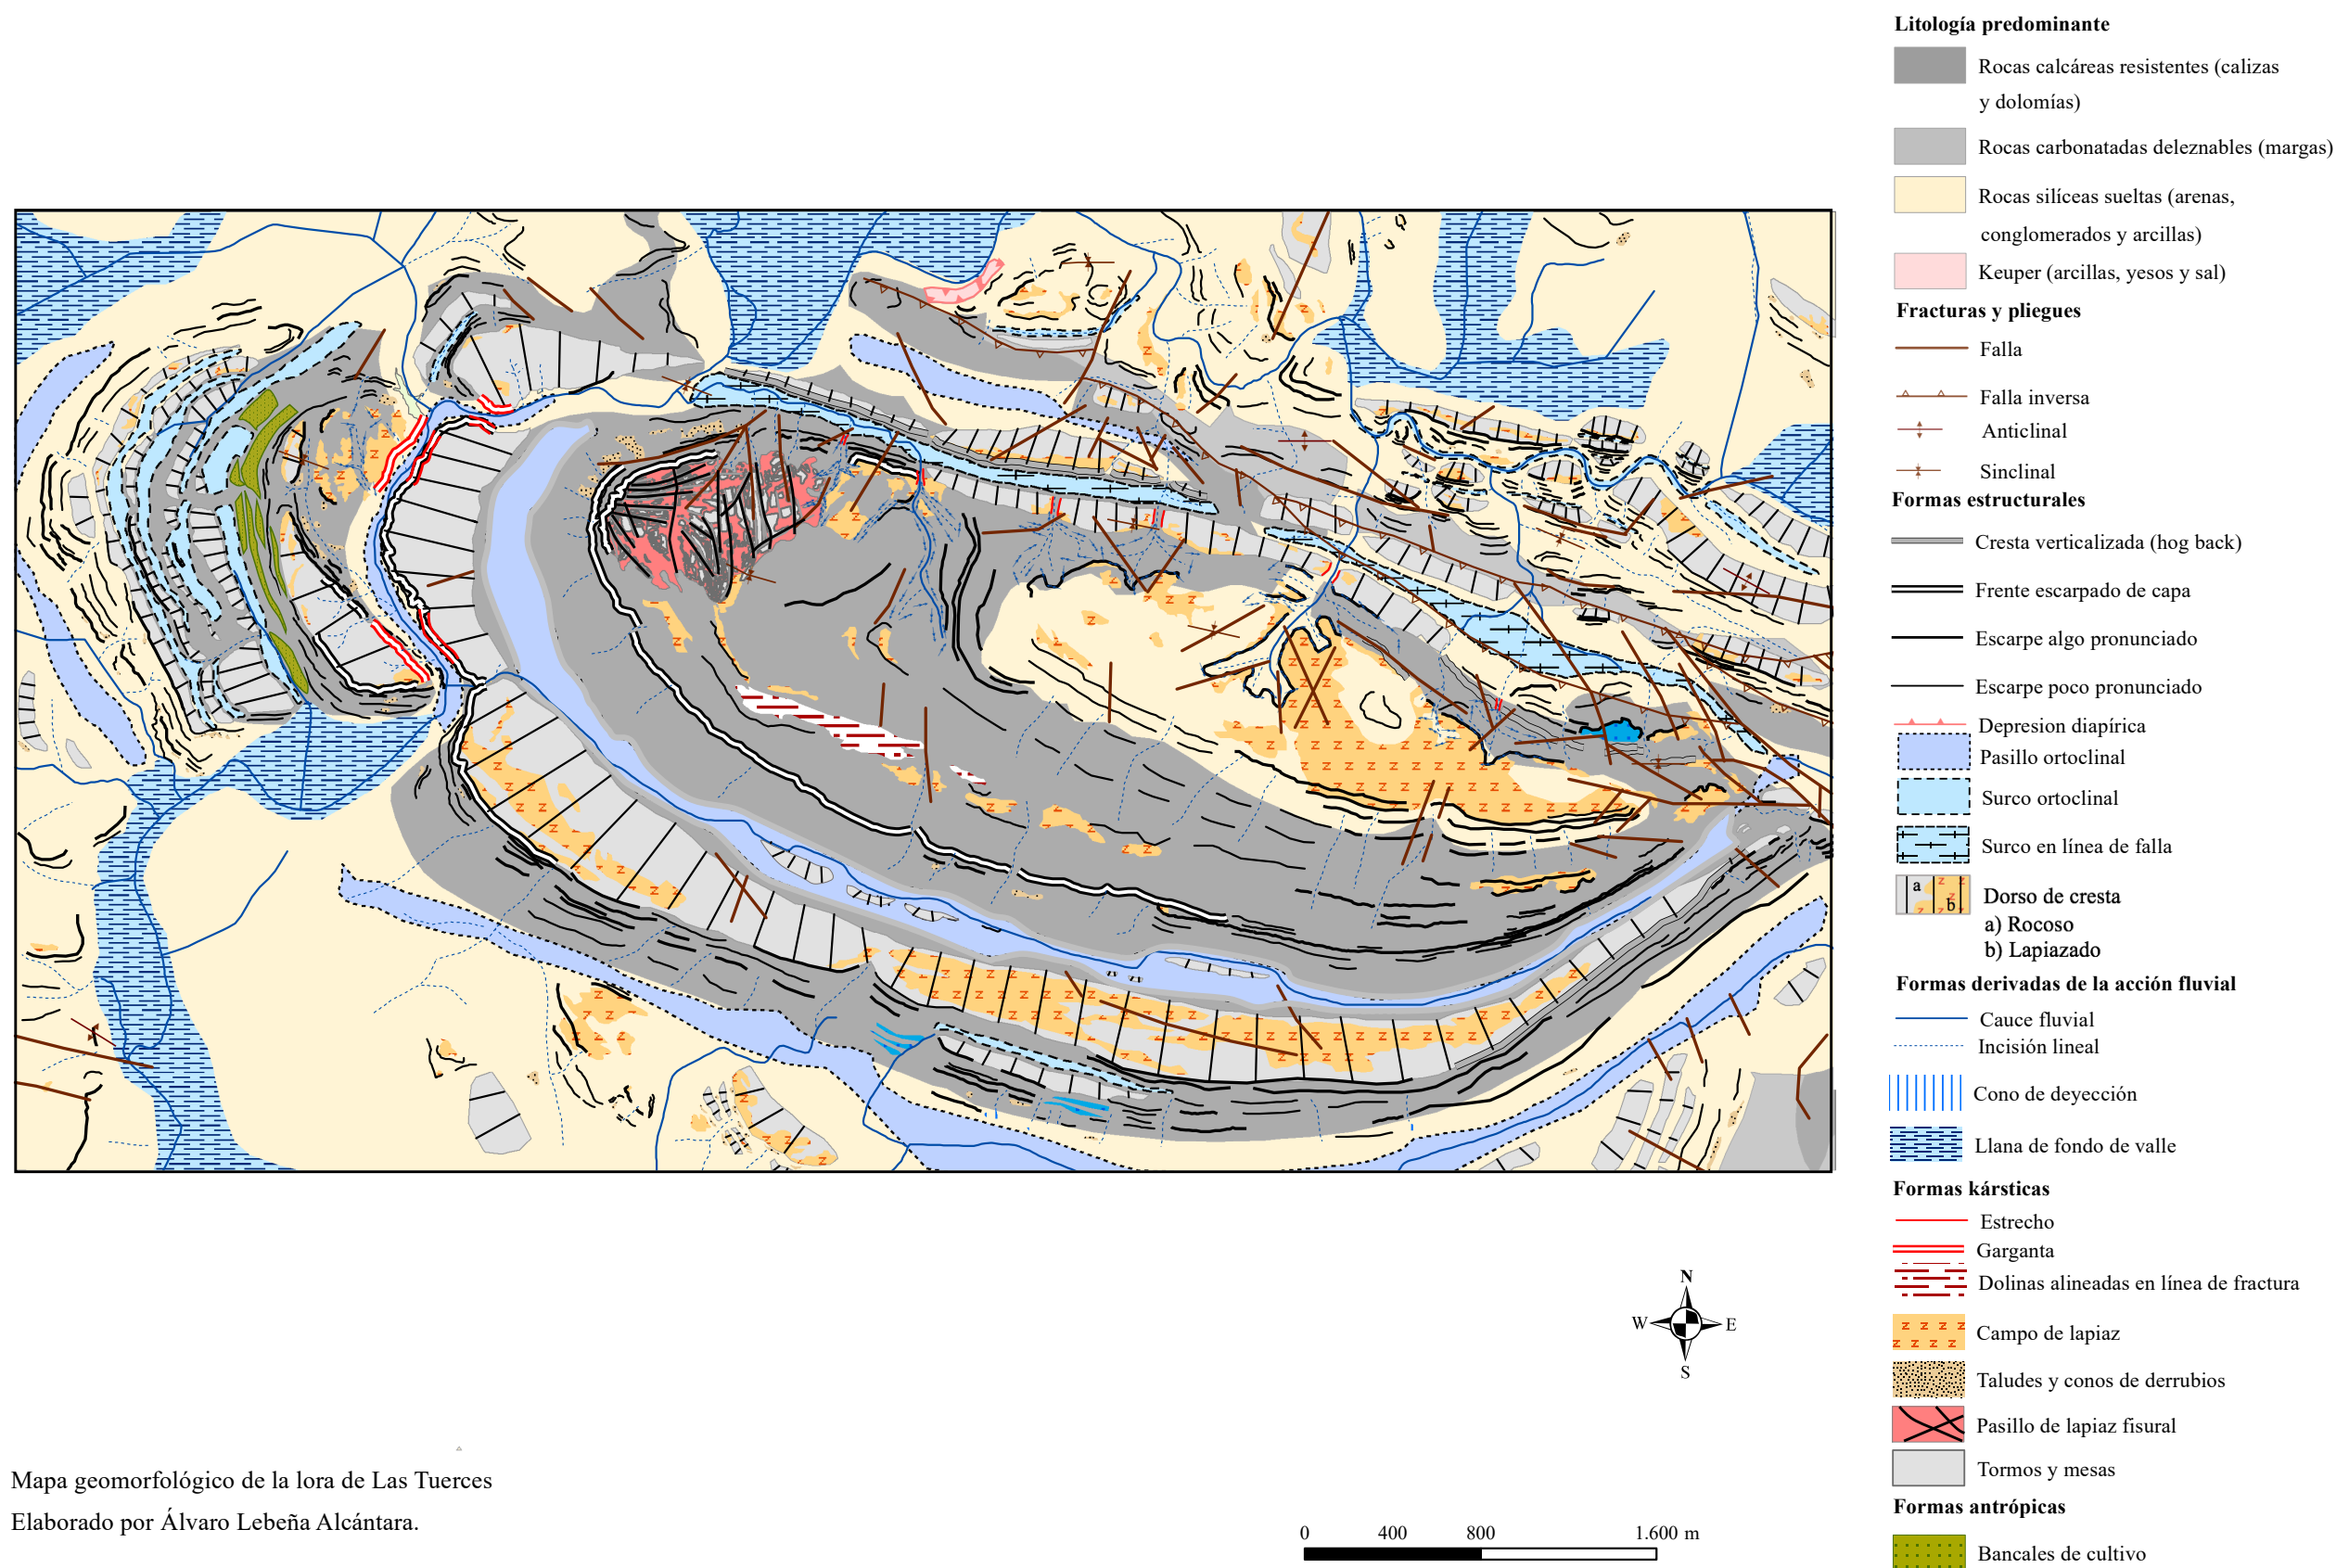 Litología predominante
Rocas calcáreas resistentes (calizas
y dolomías)
Rocas carbonatadas deleznables (margas)
Rocas silíceas sueltas (arenas,
conglomerados y arcillas)
Keuper (arcillas, yesos y sal)
Fracturas y pliegues
Falla
Falla inversa
Anticlinal
Sinclinal
Formas estructurales
Cresta verticalizada (hog back)
Frente escarpado de capa
Escarpe algo pronunciado
Escarpe poco pronunciado
Depresion diapírica
Pasillo ortoclinal
Surco ortoclinal
Surco en línea de falla
a
b
Dorso de cresta
a) Rocoso
b) Lapiazado
Formas derivadas de la acción fluvial
Cauce fluvial
Incisión lineal
Cono de deyección
Llana de fondo de valle
Formas kársticas
Estrecho
Garganta
Dolinas alineadas en línea de fractura
Campo de lapiaz
Taludes y conos de derrubios
Pasillo de lapiaz fisural
Tormos y mesas
Formas antrópicas
Bancales de cultivo
N
W E
S
Mapa geomorfológico de la lora de Las Tuerces
Elaborado por Álvaro Lebeña Alcántara.
0 400 800 1.600 m